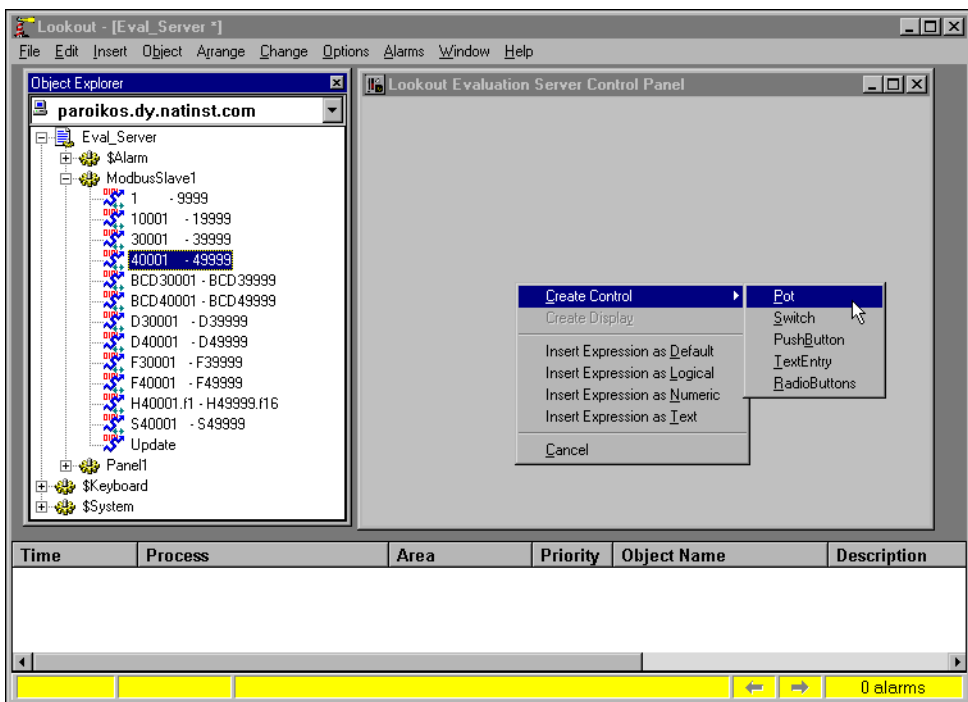 Lookout - [Eval_Server *]
File Edit Insert Object Arrange Change Options Alarms Window Help
Object Explorer
paroikos.dy.natinst.com
Eval_Server
$Alarm
ModbusSlave1
1 - 9999
10001 - 19999
30001 - 39999
40001 - 49999
BCD30001 - BCD39999
BCD40001 - BCD49999
D30001 - D39999
D40001 - D49999
F30001 - F39999
F40001 - F49999
H40001.f1 - H49999.f16
S40001 - S49999
Update
Panel1
$Keyboard
$System
Lookout Evaluation Server Control Panel
Create Control
Create Display
Insert Expression as Default
Insert Expression as Logical
Insert Expression as Numeric
Insert Expression as Text
Cancel
Pot
Switch
PushButton
TextEntry
RadioButtons
Time Process Area Priority Object Name Description
0 alarms